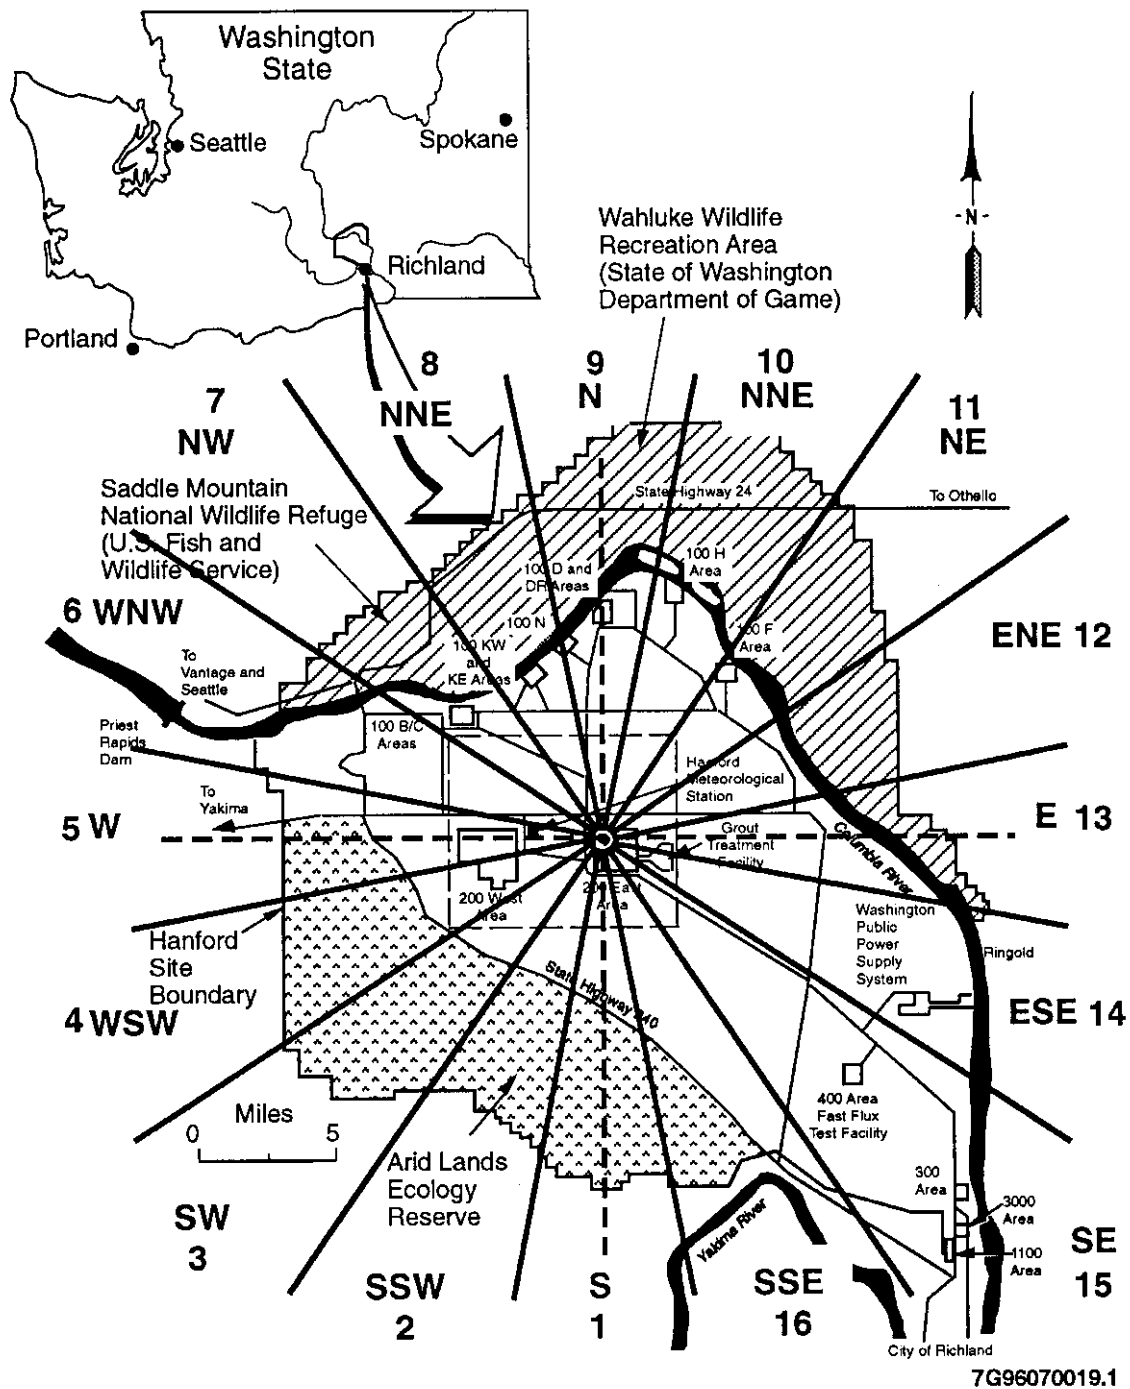 Washington
State
Seattle
Spokane
Richland
Portland
-N-
Wahluke Wildlife
Recreation Area
(State of Washington
Department of Game)
8
NNE
9
N
10
NNE
7
NW
11
NE
Saddle Mountain
National Wildlife Refuge
(U.S. Fish and
Wildlife Service)
State Highway 24
To Othello
100 H
Area
100 D and
DR Areas
6 WNW
100 N
100 F
Area
ENE 12
100 KW
and
KE Areas
To
Vantage and
Seattle
Priest
Rapids
Dam
100 B/C
Areas
Hanford
Meteorological
Station
To
Yakima
5 W
E 13
Grout
Treatment
Facility
Columbia River
200 West
Area
200 East
Area
Hanford
Site
Boundary
Washington
Public
Power
Supply
System
Ringold
State Highway 240
4 WSW
ESE 14
400 Area
Fast Flux
Test Facility
Miles
0 5
Arid Lands
Ecology
Reserve
300
Area
3000
Area
1100
Area
SW
3
Yakima River
SE
15
SSW
2
S
1
SSE
16
City of Richland
7G96070019.1